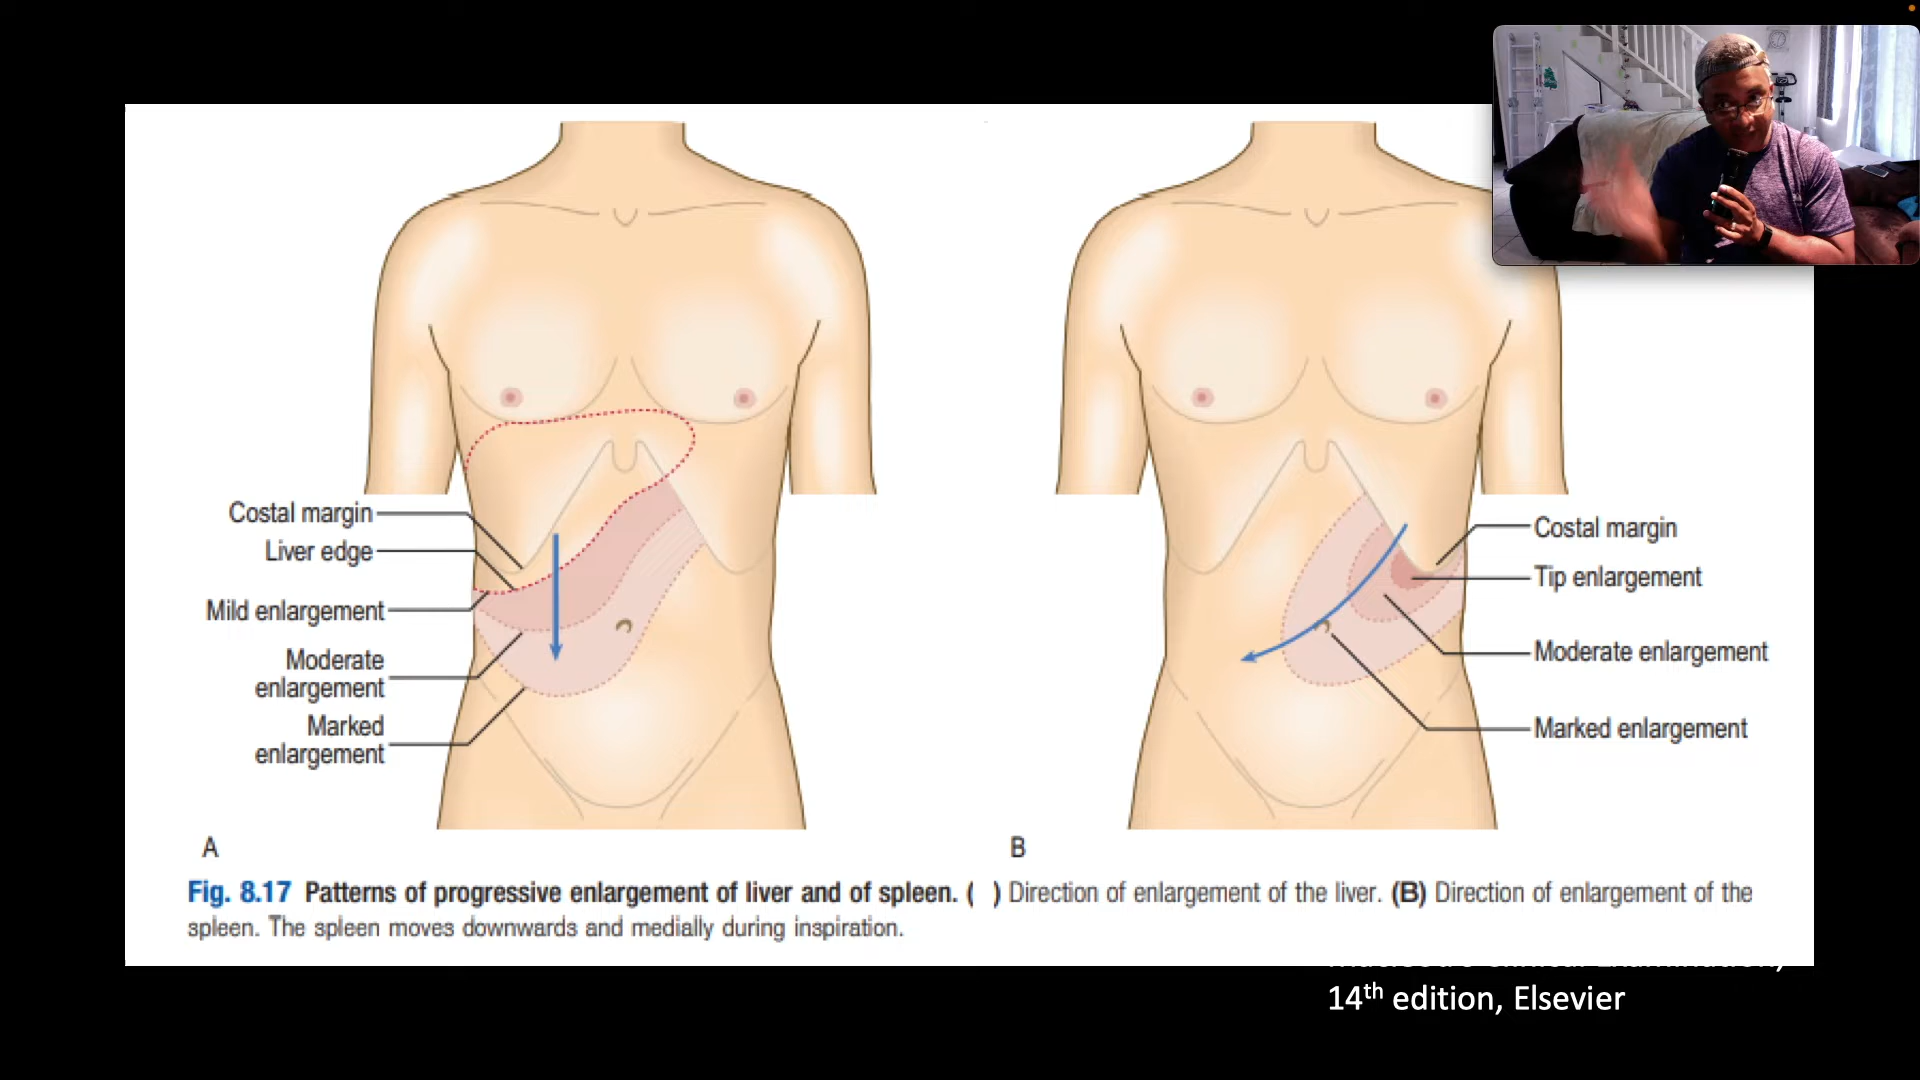 Costal margin
Liver edge
Mild enlargement
Moderate
enlargement
Marked
enlargement
Costal margin
Tip enlargement
Moderate enlargement
Marked enlargement
A
B
Fig. 8.17 Patterns of progressive enlargement of liver and of spleen. ( ) Direction of enlargement of the liver. (B) Direction of enlargement of the
spleen. The spleen moves downwards and medially during inspiration.
14th edition, Elsevier